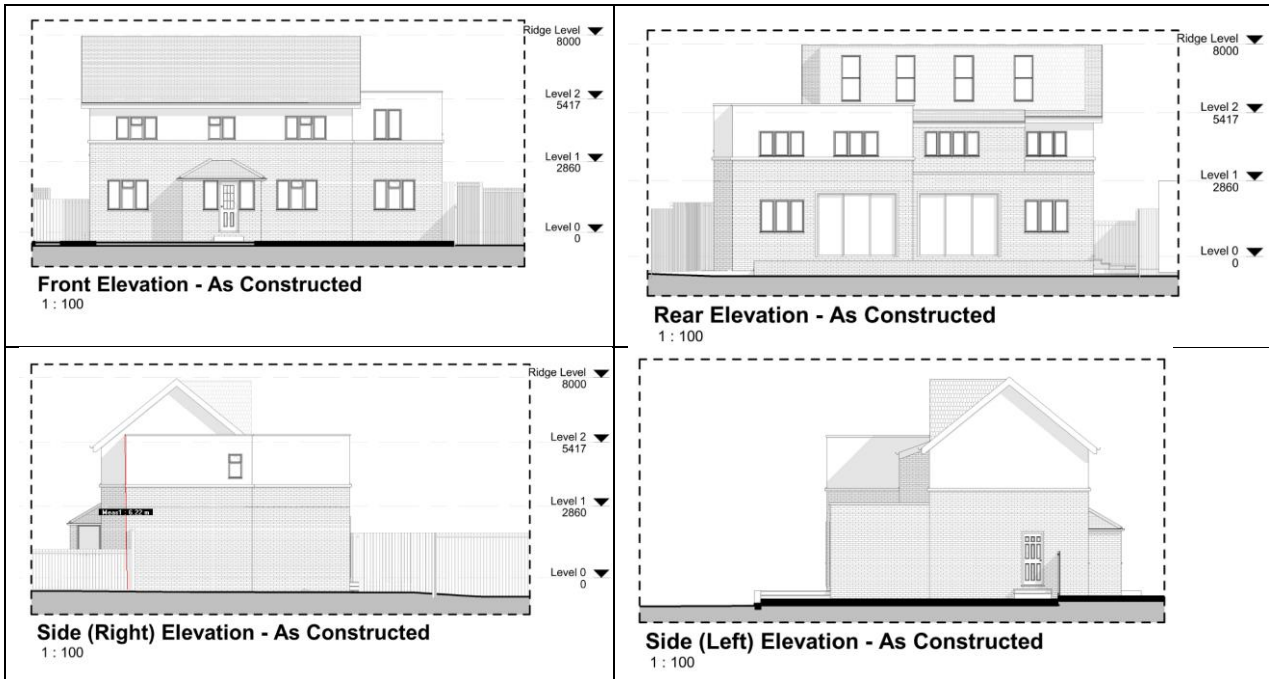 Ridge Level
8000
Level 2
5417
Level 1
2860
Level 0
0
Front Elevation - As Constructed
1 : 100
Ridge Level
8000
Level 2
5417
Level 1
2860
Level 0
0
Rear Elevation - As Constructed
1 : 100
Ridge Level
8000
Level 2
5417
Level 1
2860
Meas1 : 6.22 m
Level 0
0
Side (Right) Elevation - As Constructed
1 : 100
Side (Left) Elevation - As Constructed
1 : 100